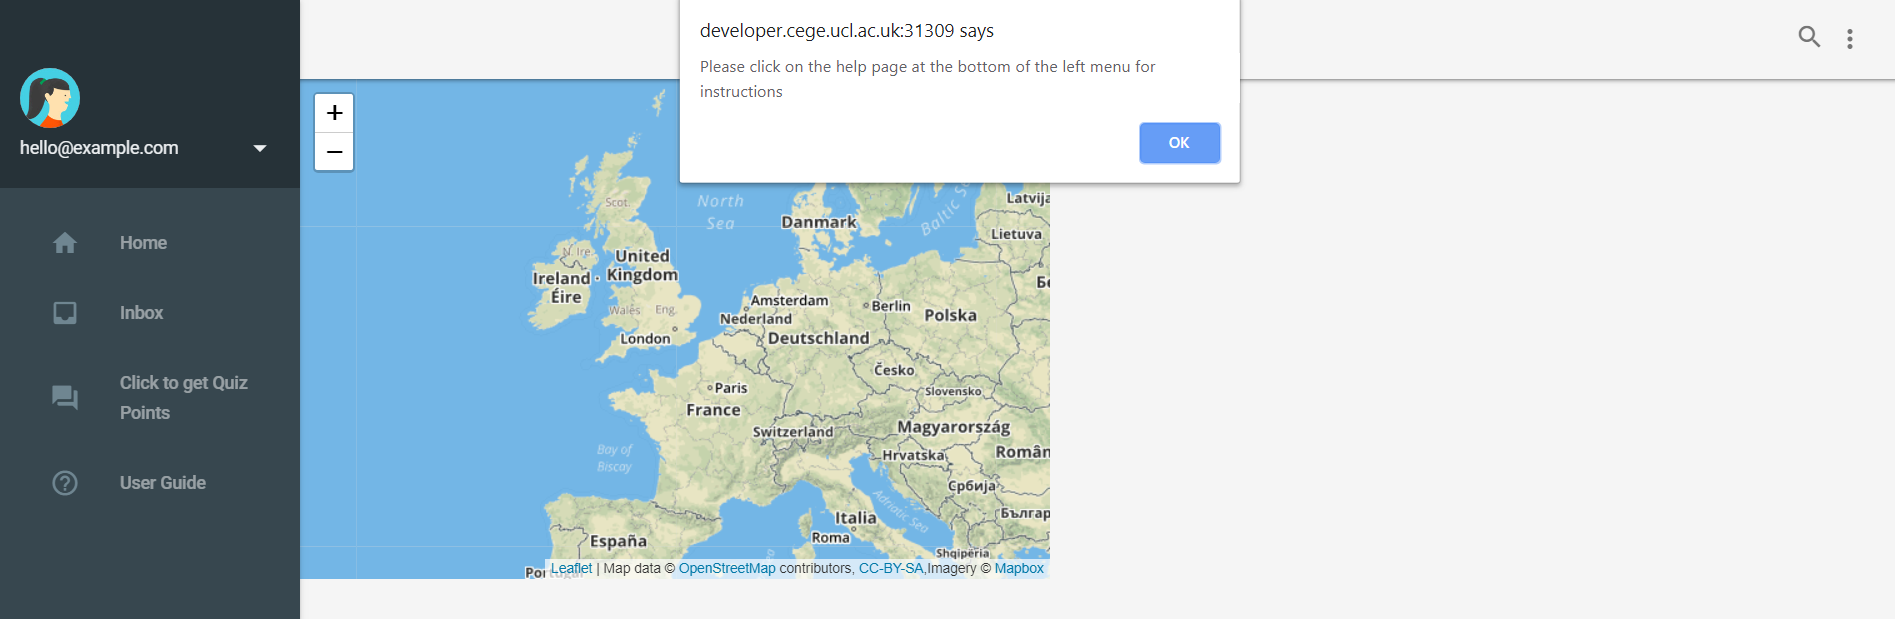 developer.cege.ucl.ac.uk:31309 says
Please click on the help page at the bottom of the left menu for
instructions
OK
hello@example.com
Home
Inbox
Click to get Quiz
Points
User Guide
+
−
North
Sea
Scot.
Danmark
Baltic
Latvija
Lietuva
N. Ire.
United
Kingdom
Ireland -
Éire
Wales
Eng.
London
Amsterdam
Nederland
Berlin
Polska
Deutschland
Česko
Slovensko
Paris
France
Switzerland
Magyarország
Hrvatska
Român
Bay of
Biscay
Србија
Adriatic Sea
Italia
Roma
Българ
Shqipëria
España
Portugal
Leaflet | Map data © OpenStreetMap contributors, CC-BY-SA,Imagery © Mapbox